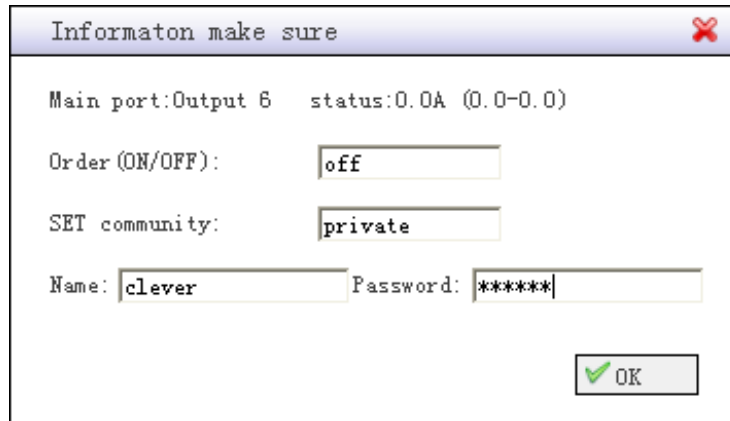 Informaton make sure
Main port:Output 6 status:0.0A (0.0-0.0)
Order(ON/OFF): off
SET community: private
Name: clever Password: ******
OK